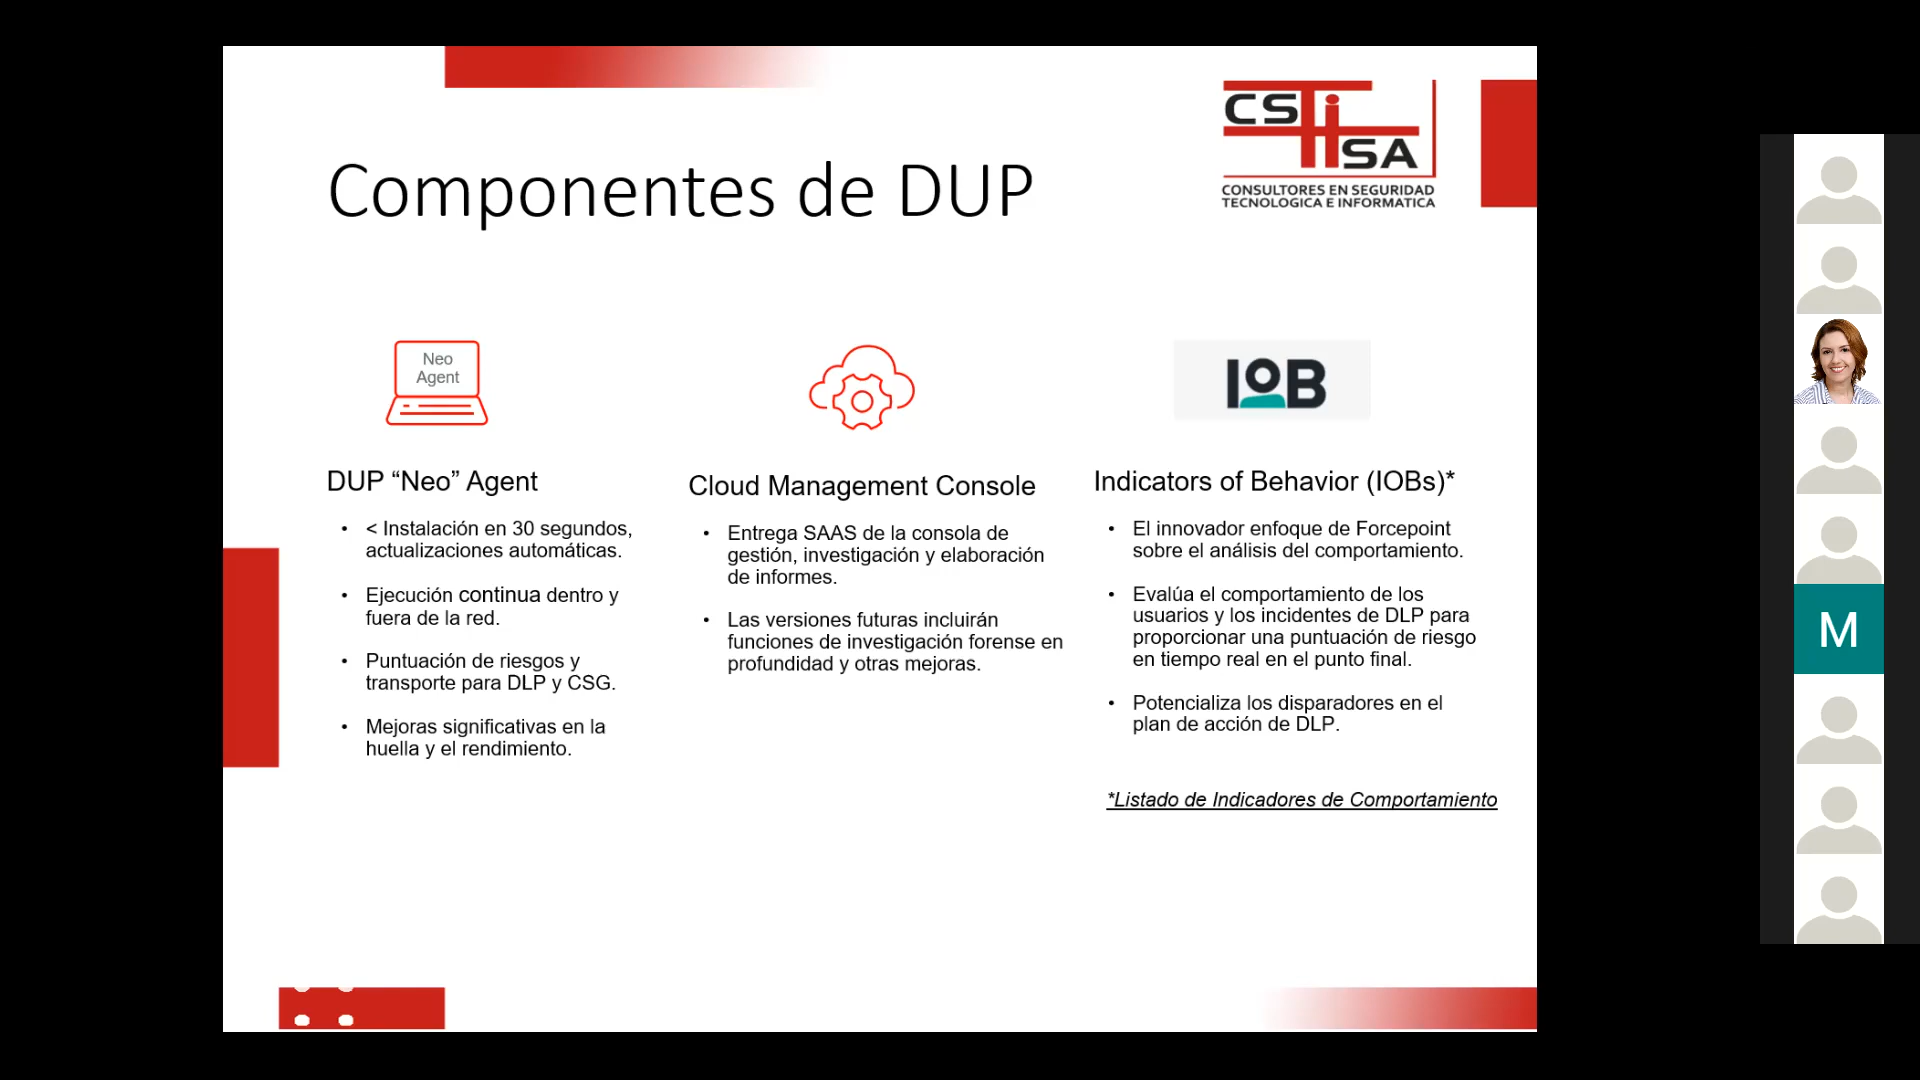 CSTISA
CONSULTORES EN SEGURIDAD
TECNOLOGICA E INFORMATICA
Componentes de DUP
Neo
Agent
DUP “Neo” Agent
• < Instalación en 30 segundos,
actualizaciones automáticas.
• Ejecución continua dentro y
fuera de la red.
• Puntuación de riesgos y
transporte para DLP y CSG.
• Mejoras significativas en la
huella y el rendimiento.
Cloud Management Console
• Entrega SAAS de la consola de
gestión, investigación y elaboración
de informes.
• Las versiones futuras incluirán
funciones de investigación forense en
profundidad y otras mejoras.
IOB
Indicators of Behavior (IOBs)*
• El innovador enfoque de Forcepoint
sobre el análisis del comportamiento.
• Evalúa el comportamiento de los
usuarios y los incidentes de DLP para
proporcionar una puntuación de riesgo
en tiempo real en el punto final.
• Potencializa los disparadores en el
plan de acción de DLP.
*Listado de Indicadores de Comportamiento
M